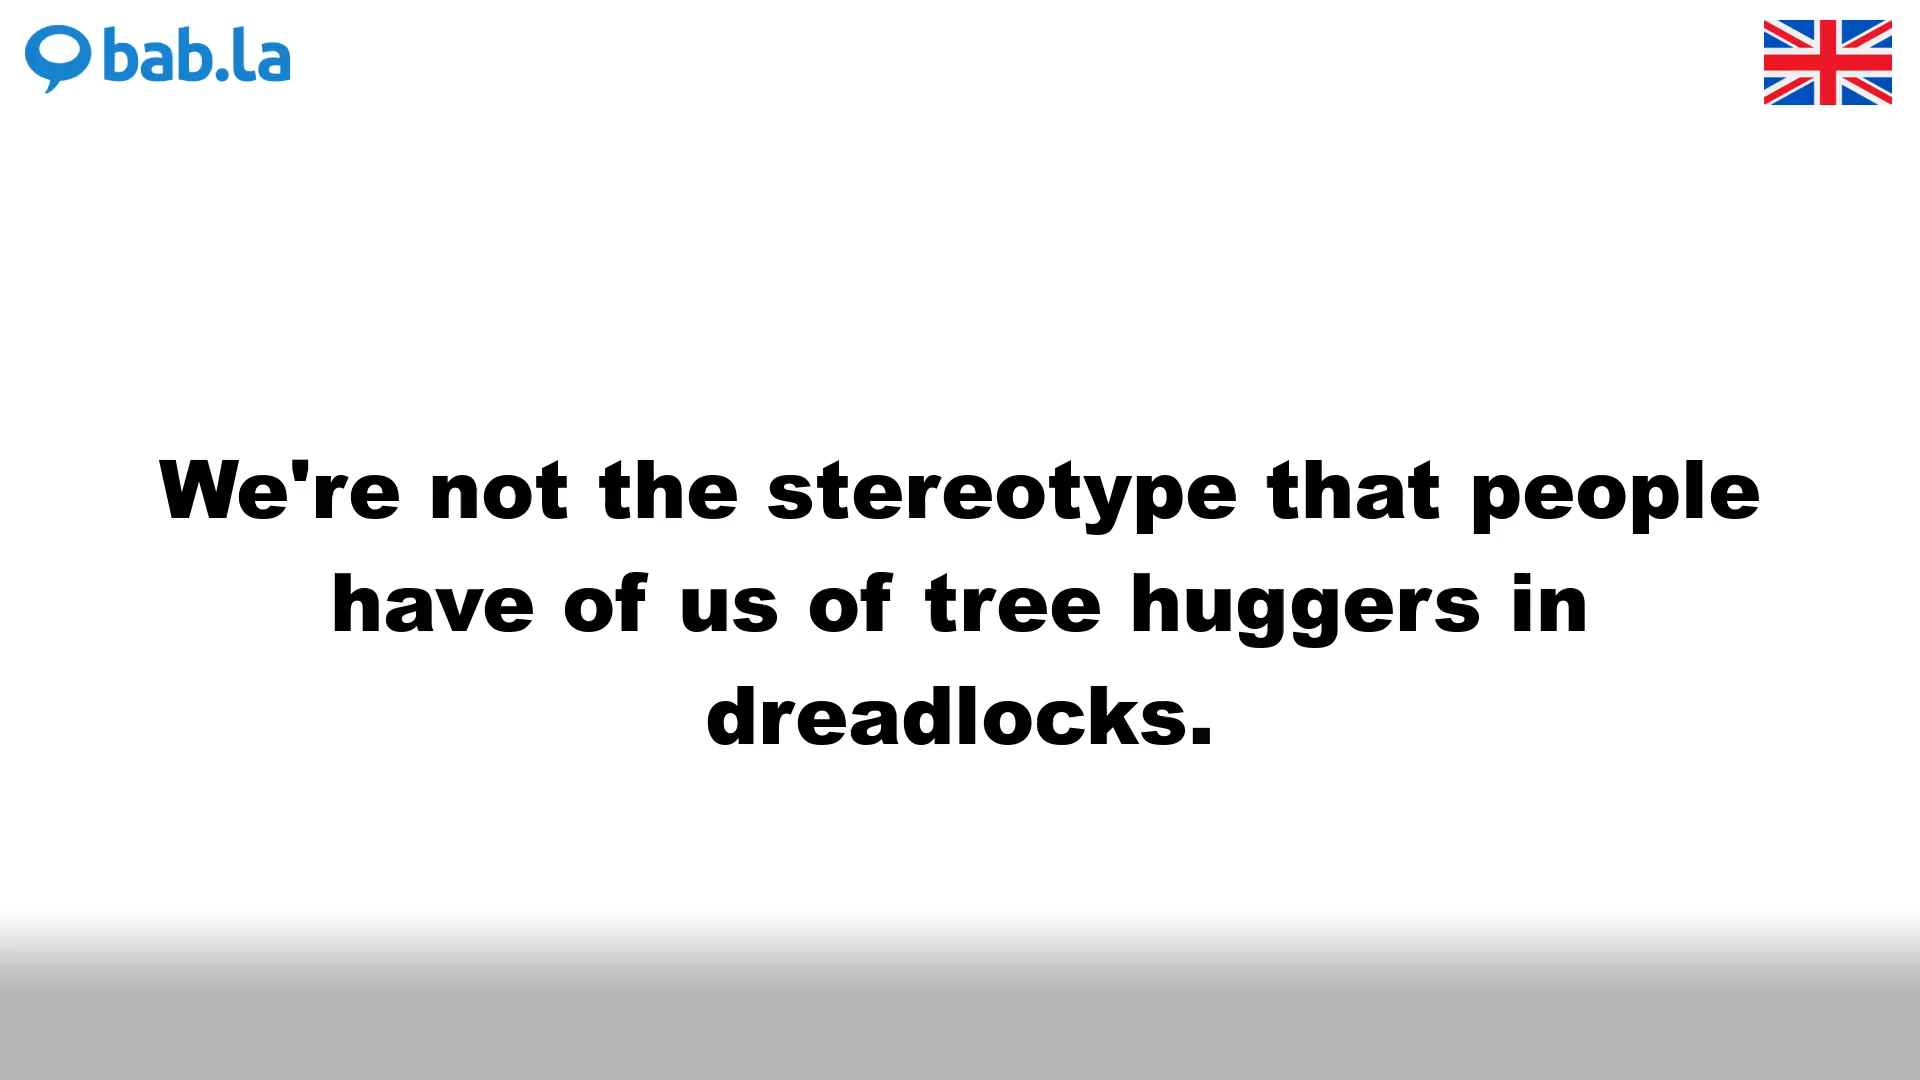 bab.la
We're not the stereotype that people
have of us of tree huggers in
dreadlocks.